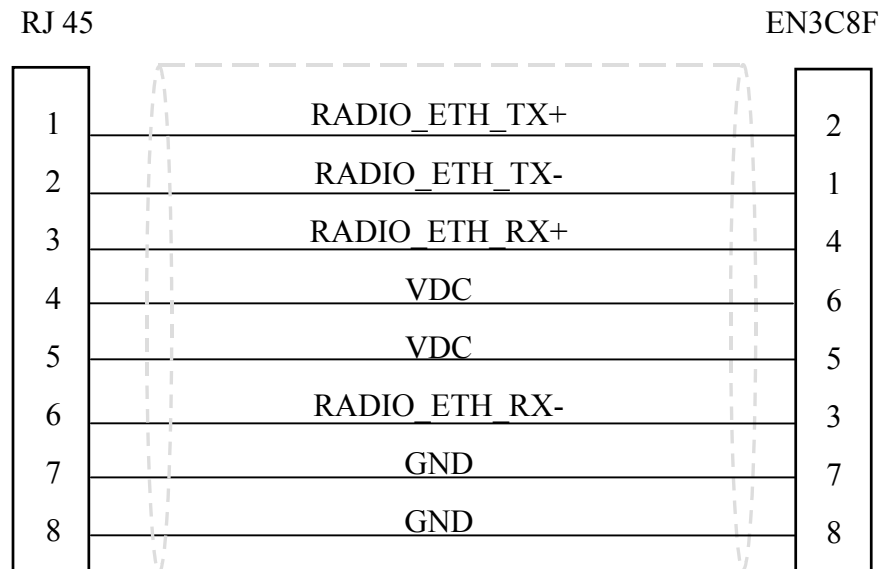 RJ 45 EN3C8F
1 RADIO_ETH_TX+ 2
2 RADIO_ETH_TX- 1
3 RADIO_ETH_RX+ 4
4 VDC 6
5 VDC 5
6 RADIO_ETH_RX- 3
7 GND 7
8 GND 8